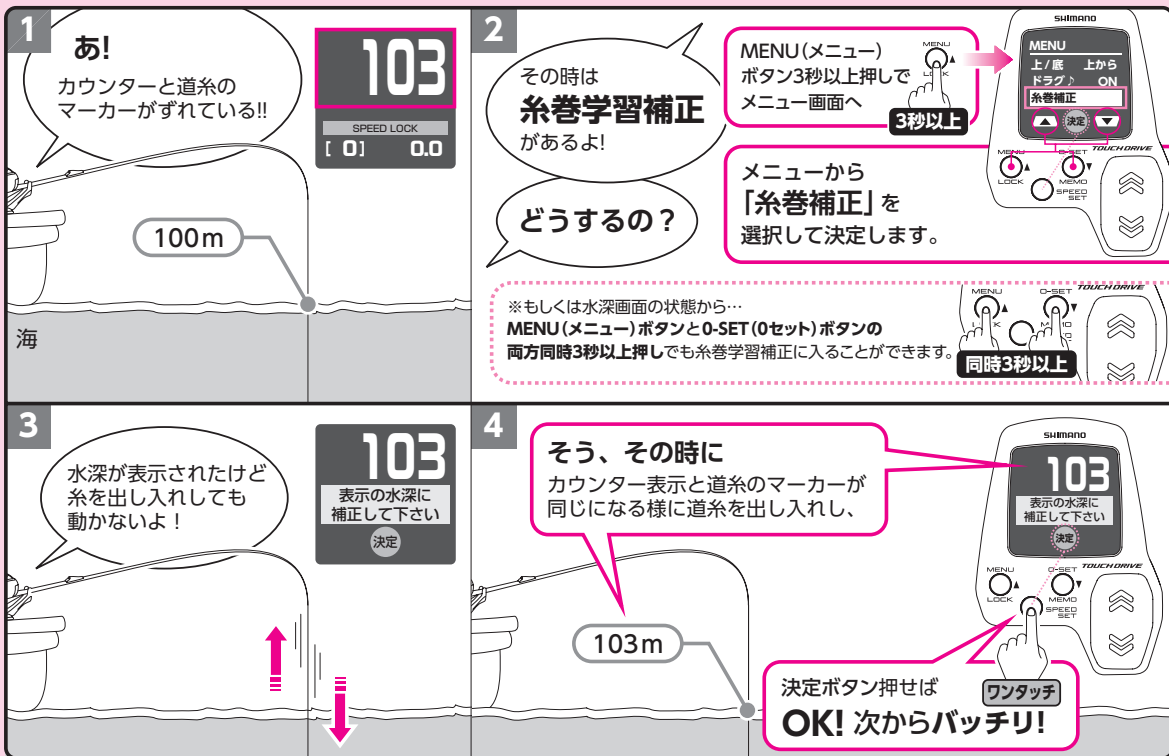 1
あ!
カウンターと道糸の
マーカーがずれている!!
103
SPEED LOCK
[ 0] 0.0
100m
海
2
その時は
糸巻学習補正
があるよ!
どうするの？
MENU(メニュー)
ボタン3秒以上押しで
メニュー画面へ
MENU
LOCK
3秒以上
SHIMANO
MENU
上/底 上から
ドラグ♪ ON
糸巻補正
▲ 決定 ▼
TOUCH DRIVE
MENU
▲
LOCK
0-SET
▼
MEMO
SPEED
SET
メニューから
「糸巻補正」を
選択して決定します。
※もしくは水深画面の状態から…
MENU(メニュー)ボタンと0-SET(0セット)ボタンの
両方同時3秒以上押しでも糸巻学習補正に入ることができます。
MENU 0-SET TOUCH DRIVE
同時3秒以上
3
水深が表示されたけど
糸を出し入れしても
動かないよ！
103
表示の水深に
補正して下さい
決定
4
そう、その時に
カウンター表示と道糸のマーカーが
同じになる様に道糸を出し入れし、
103m
SHIMANO
103
表示の水深に
補正して下さい
決定
TOUCH DRIVE
MENU
▲
LOCK
0-SET
▼
MEMO
SPEED
SET
決定ボタン押せば
ワンタッチ
OK! 次からバッチリ!